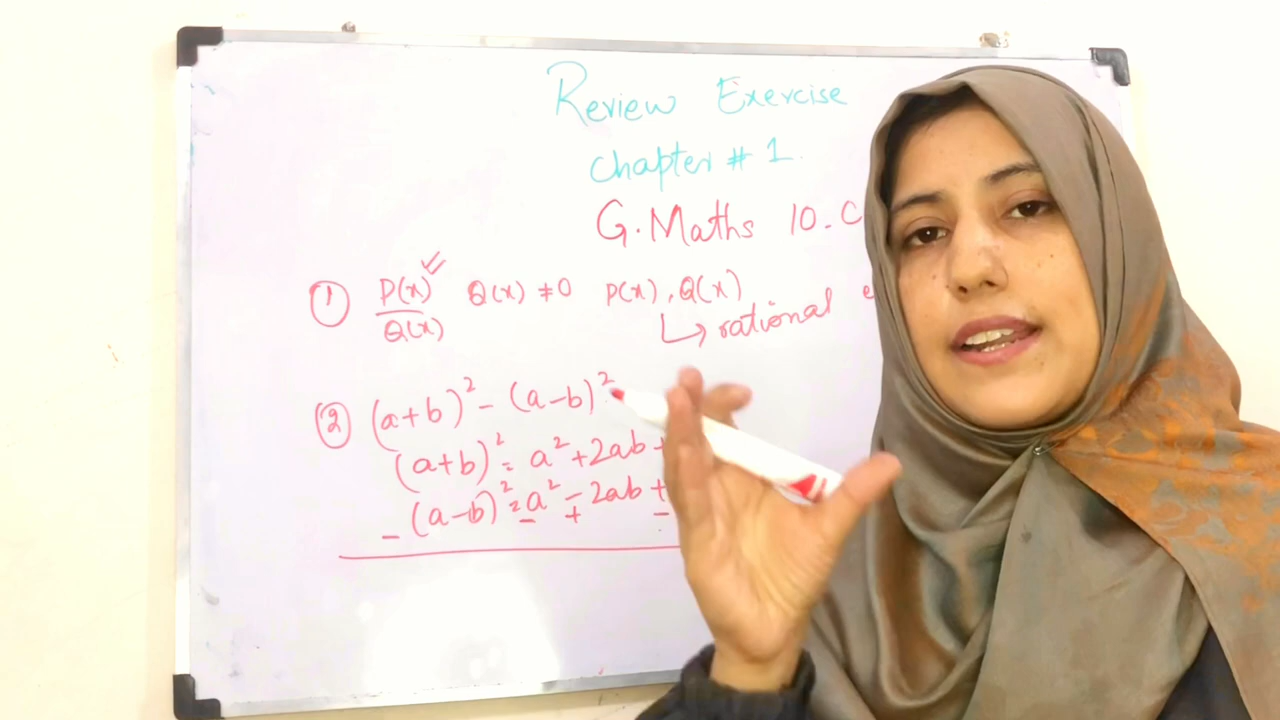 Review Exercise
Chapter # 1.
G.Maths 10-C
① P(x)/Q(x) Q(x) ≠ 0 P(x), Q(x)
↳ rational
② (a+b)² - (a-b)²
(a+b)² = a² + 2ab +
- (a-b)² = a² - 2ab +
- + -